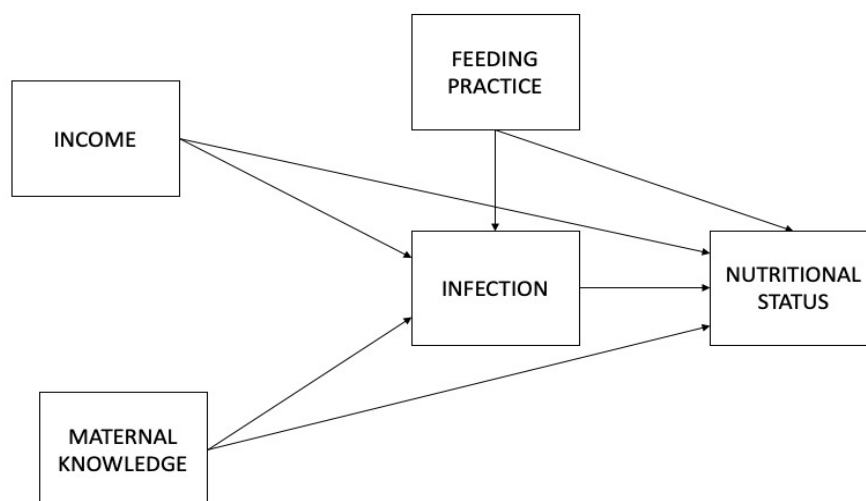 FEEDING
PRACTICE
INCOME
INFECTION
NUTRITIONAL
STATUS
MATERNAL
KNOWLEDGE